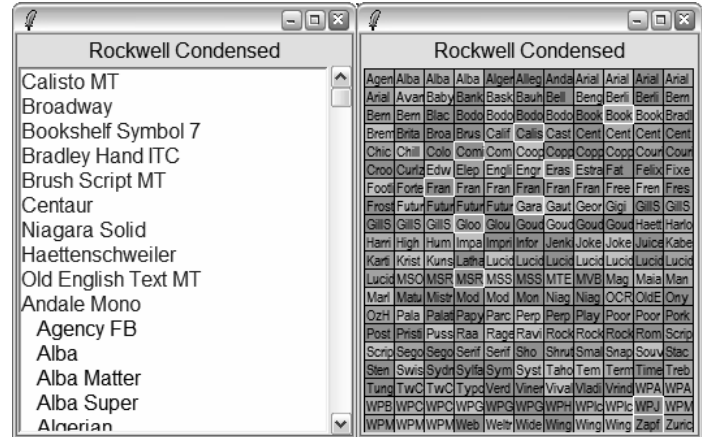 Rockwell Condensed
Calisto MT
Broadway
Bookshelf Symbol 7
Bradley Hand ITC
Brush Script MT
Centaur
Niagara Solid
Haettenschweiler
Old English Text MT
Andale Mono
Agency FB
Alba
Alba Matter
Alba Super
Algerian
Rockwell Condensed
Agen Alba Alba Alba Alger Alleg Anda Arial Arial Arial Arial
Arial Avan Baby Bank Bask Bauh Bell Beng Berli Berli Bern
Bern Bern Blac Bodo Bodo Bodo Bodo Book Book Book Bradl
Brem Brita Broa Brus Calif Calis Cast Cent Cent Cent Cent
Chic Chill Colo Comi Com Coop Copp Copp Copp Cour Cour
Croo Curlz Edw Elep Engli Engr Eras Estra Fat Felix Fixe
Footl Forte Fran Fran Fran Fran Fran Fran Free Fren Fres
Frost Futur Futur Futur Futur Gara Gaut Geor Gigi GillS GillS
GillS GillS GillS Gloo Glou Goud Goud Goud Goud Haett Harlo
Harri High Hum Impa Impri Infor Jenk Joke Joke Juice Kabe
Karti Krist Kuns Latha Lucid Lucid Lucid Lucid Lucid Lucid Lucid
Lucid MSO MSR MSR MSS MSS MTE MVB Mag Maia Man
Marl Matu Mistr Mod Mod Mon Niag Niag OCR OldE Ony
OzH Pala Palat Papy Parc Perp Perp Play Poor Poor Pork
Post Pristi Puss Raa Rage Ravi Rock Rock Rock Rom Scrip
Scrip Sego Sego Serif Serif Sho Shrut Smal Snap Souv Stac
Sten Swis Sydn Sylfa Sym Syst Taho Tem Term Time Treb
Tung TwC TwC Typo Verd Viner Vival Vladi Vrind WPA WPA
WPB WPC WPC WPG WPG WPG WPH WPIc WPIc WPJ WPM
WPM WPM WPM Web Weltr Wide Wing Wing Wing Zapf Zuric